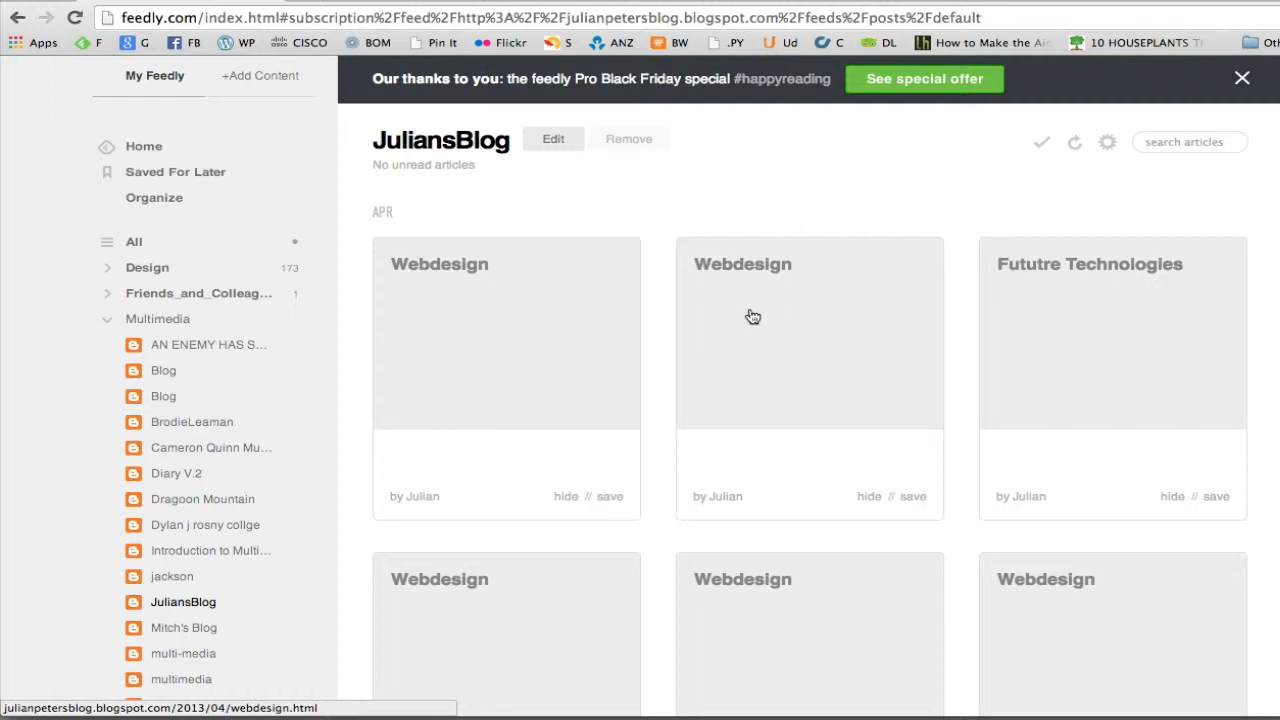 feedly.com/index.html#subscription%2Ffeed%2Fhttp%3A%2F%2Fjulianpetersblog.blogspot.com%2Ffeeds%2Fposts%2Fdefault
Apps F G FB WP CISCO BOM Pin It Flickr S ANZ BW .PY Ud C DL How to Make the Air 10 HOUSEPLANTS T
My Feedly +Add Content
Our thanks to you: the feedly Pro Black Friday special #happyreading See special offer
JuliansBlog Edit Remove
search articles
No unread articles
Home
Saved For Later
Organize
All
Design 173
Friends_and_Colleag... 1
Multimedia
AN ENEMY HAS S...
Blog
Blog
BrodieLeaman
Cameron Quinn Mu...
Diary V.2
Dragoon Mountain
Dylan j rosny collge
Introduction to Multi...
jackson
JuliansBlog
Mitch's Blog
multi-media
multimedia
APR
Webdesign Webdesign Fututre Technologies
by Julian hide // save by Julian hide // save by Julian hide // save
Webdesign Webdesign Webdesign
julianpetersblog.blogspot.com/2013/04/webdesign.html